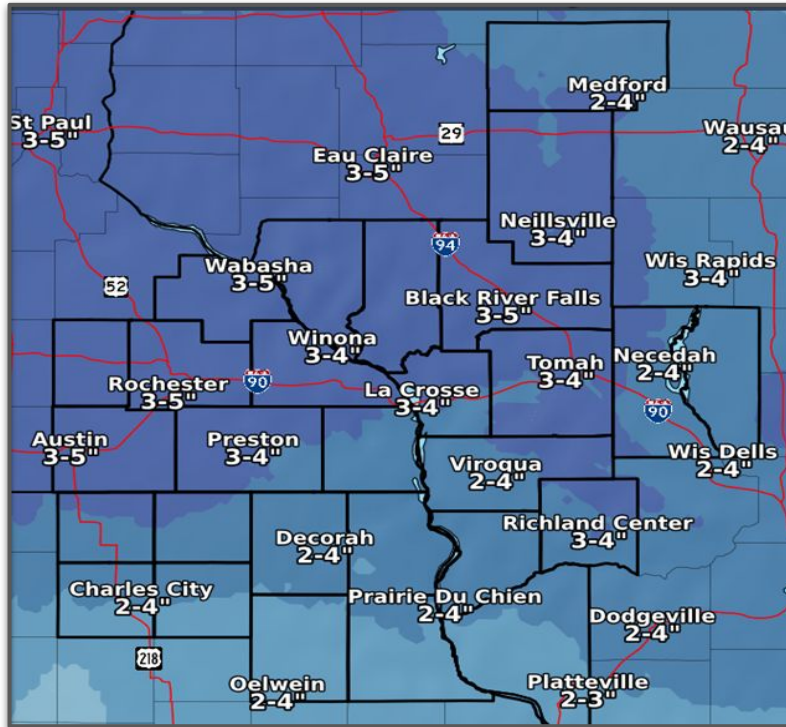 Medford
2-4"
St Paul
3-5"
29
Wausau
2-4"
Eau Claire
3-5"
Neillsville
3-4"
94
Wabasha
3-5"
Wis Rapids
3-4"
52
Black River Falls
3-5"
Winona
3-4"
Tomah
3-4"
Necedah
2-4"
Rochester
3-5"
90
La Crosse
3-4"
90
Austin
3-5"
Preston
3-4"
Viroqua
2-4"
Wis Dells
2-4"
Decorah
2-4"
Richland Center
3-4"
Charles City
2-4"
Prairie Du Chien
2-4"
Dodgeville
2-4"
218
Oelwein
2-4"
Platteville
2-3"